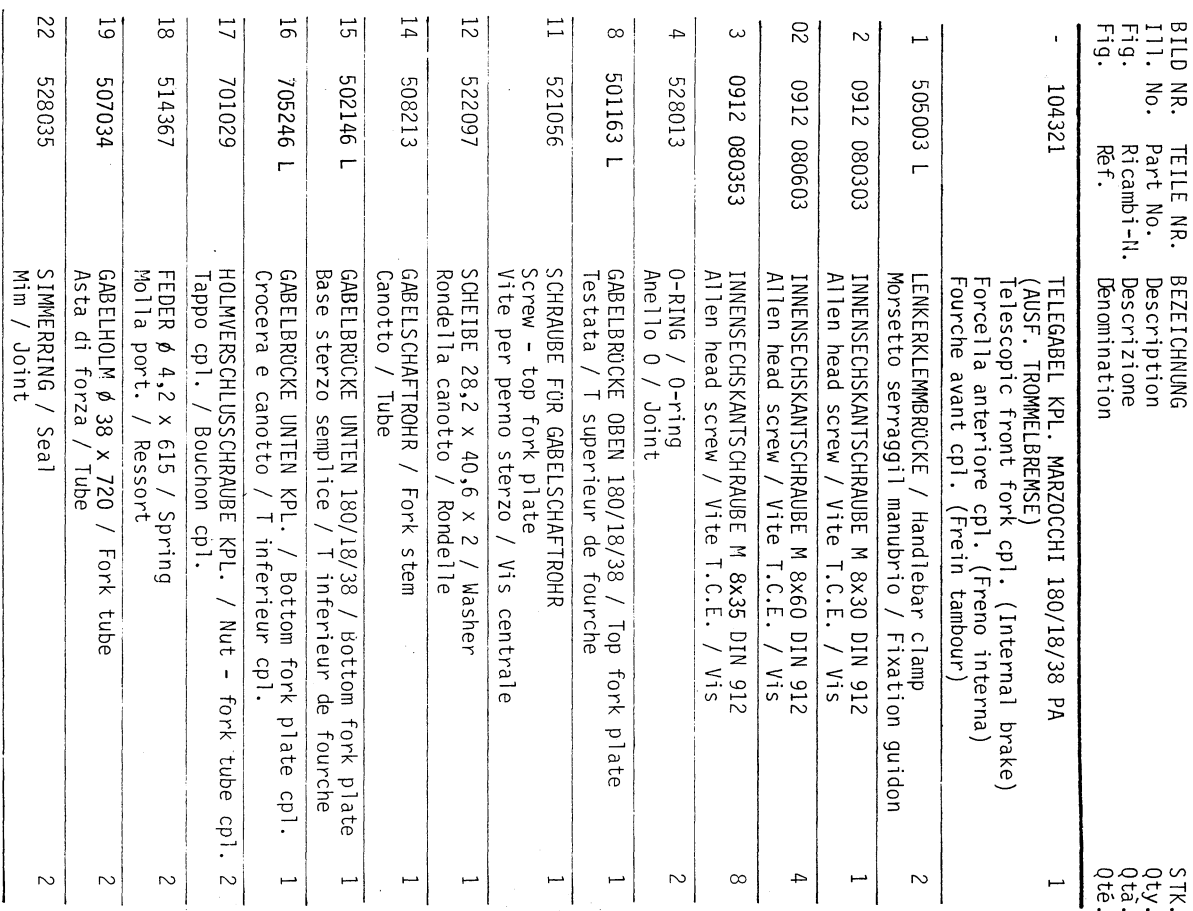 BILD NR. TEILE NR. BEZEICHNUNG STK.
Ill. No. Part No. Description Qty.
Fig. Ricambi-N. Descrizione Qtà.
Fig. Réf. Dénomination Qté.
- 104321 TELEGABEL KPL. MARZOCCHI 180/18/38 PA 1
(AUSF. TROMMELBREMSE)
Telescopic front fork cpl. (Internal brake)
Forcella anteriore cpl. (Freno interna)
Fourche avant cpl. (Frein tambour)
1 505003 L LENKERKLEMMBRÜCKE / Handlebar clamp 2
Morsetto serraggil manubrio / Fixation guidon
2 0912 080303 INNENSECHSKANTSCHRAUBE M 8x30 DIN 912 1
Allen head screw / Vite T.C.E. / Vis
02 0912 080603 INNENSECHSKANTSCHRAUBE M 8x60 DIN 912 4
Allen head screw / Vite T.C.E. / Vis
3 0912 080353 INNENSECHSKANTSCHRAUBE M 8x35 DIN 912 8
Allen head screw / Vite T.C.E. / Vis
4 528013 O-RING / O-ring 2
Anello O / Joint
8 501163 L GABELBRÜCKE OBEN 180/18/38 / Top fork plate 1
Testata / T superieur de fourche
11 521056 SCHRAUBE FÜR GABELSCHAFTROHR 1
Screw - top fork plate
Vite per perno sterzo / Vis centrale
12 522097 SCHEIBE 28,2 x 40,6 x 2 / Washer 1
Rondella canotto / Rondelle
14 508213 GABELSCHAFTROHR / Fork stem 1
Canotto / Tube
15 502146 L GABELBRÜCKE UNTEN 180/18/38 / Bottom fork plate 1
Base sterzo semplice / T inferieur de fourche
16 705246 L GABELBRÜCKE UNTEN KPL. / Bottom fork plate cpl. 1
Crocera e canotto / T inferieur cpl.
17 701029 HOLMVERSCHLUSSCHRAUBE KPL. / Nut - fork tube cpl. 2
Tappo cpl. / Bouchon cpl.
18 514367 FEDER ø 4,2 x 615 / Spring 2
Molla port. / Ressort
19 507034 GABELHOLM ø 38 x 720 / Fork tube 2
Asta di forza / Tube
22 528035 SIMMERRING / Seal 2
Mim / Joint